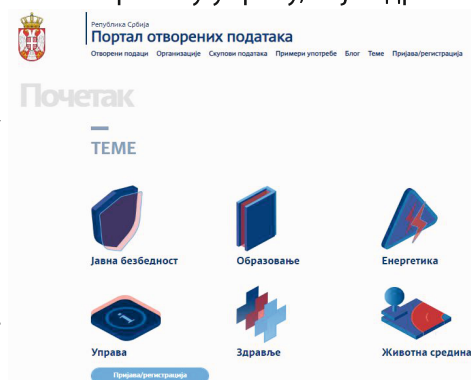 Република Србија
Портал отворених података
Отворени подаци Организације Скупови података Примери употребе Блог Теме Пријава/регистрација
Почетак
ТЕМЕ
Јавна безбедност Образовање Енергетика
Управа Здравље Животна средина
Пријава/регистрација